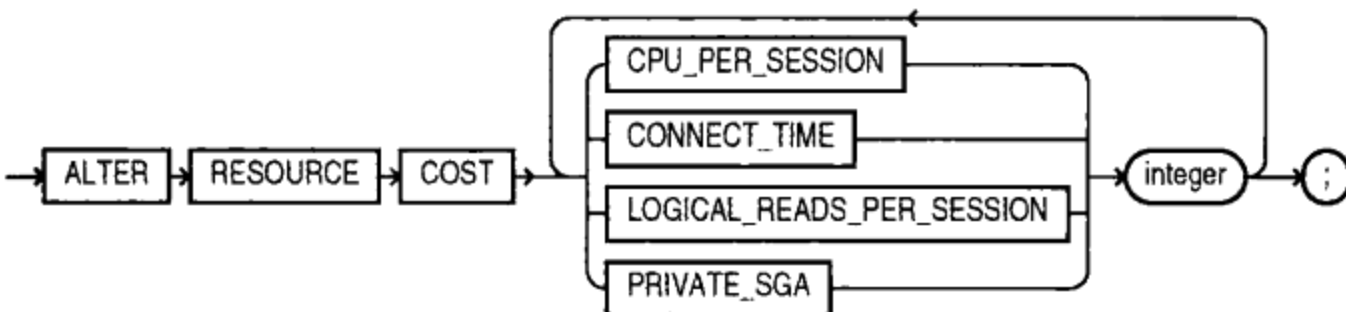 CPU_PER_SESSION
CONNECT_TIME
ALTER RESOURCE COST integer ;
LOGICAL_READS_PER_SESSION
PRIVATE_SGA